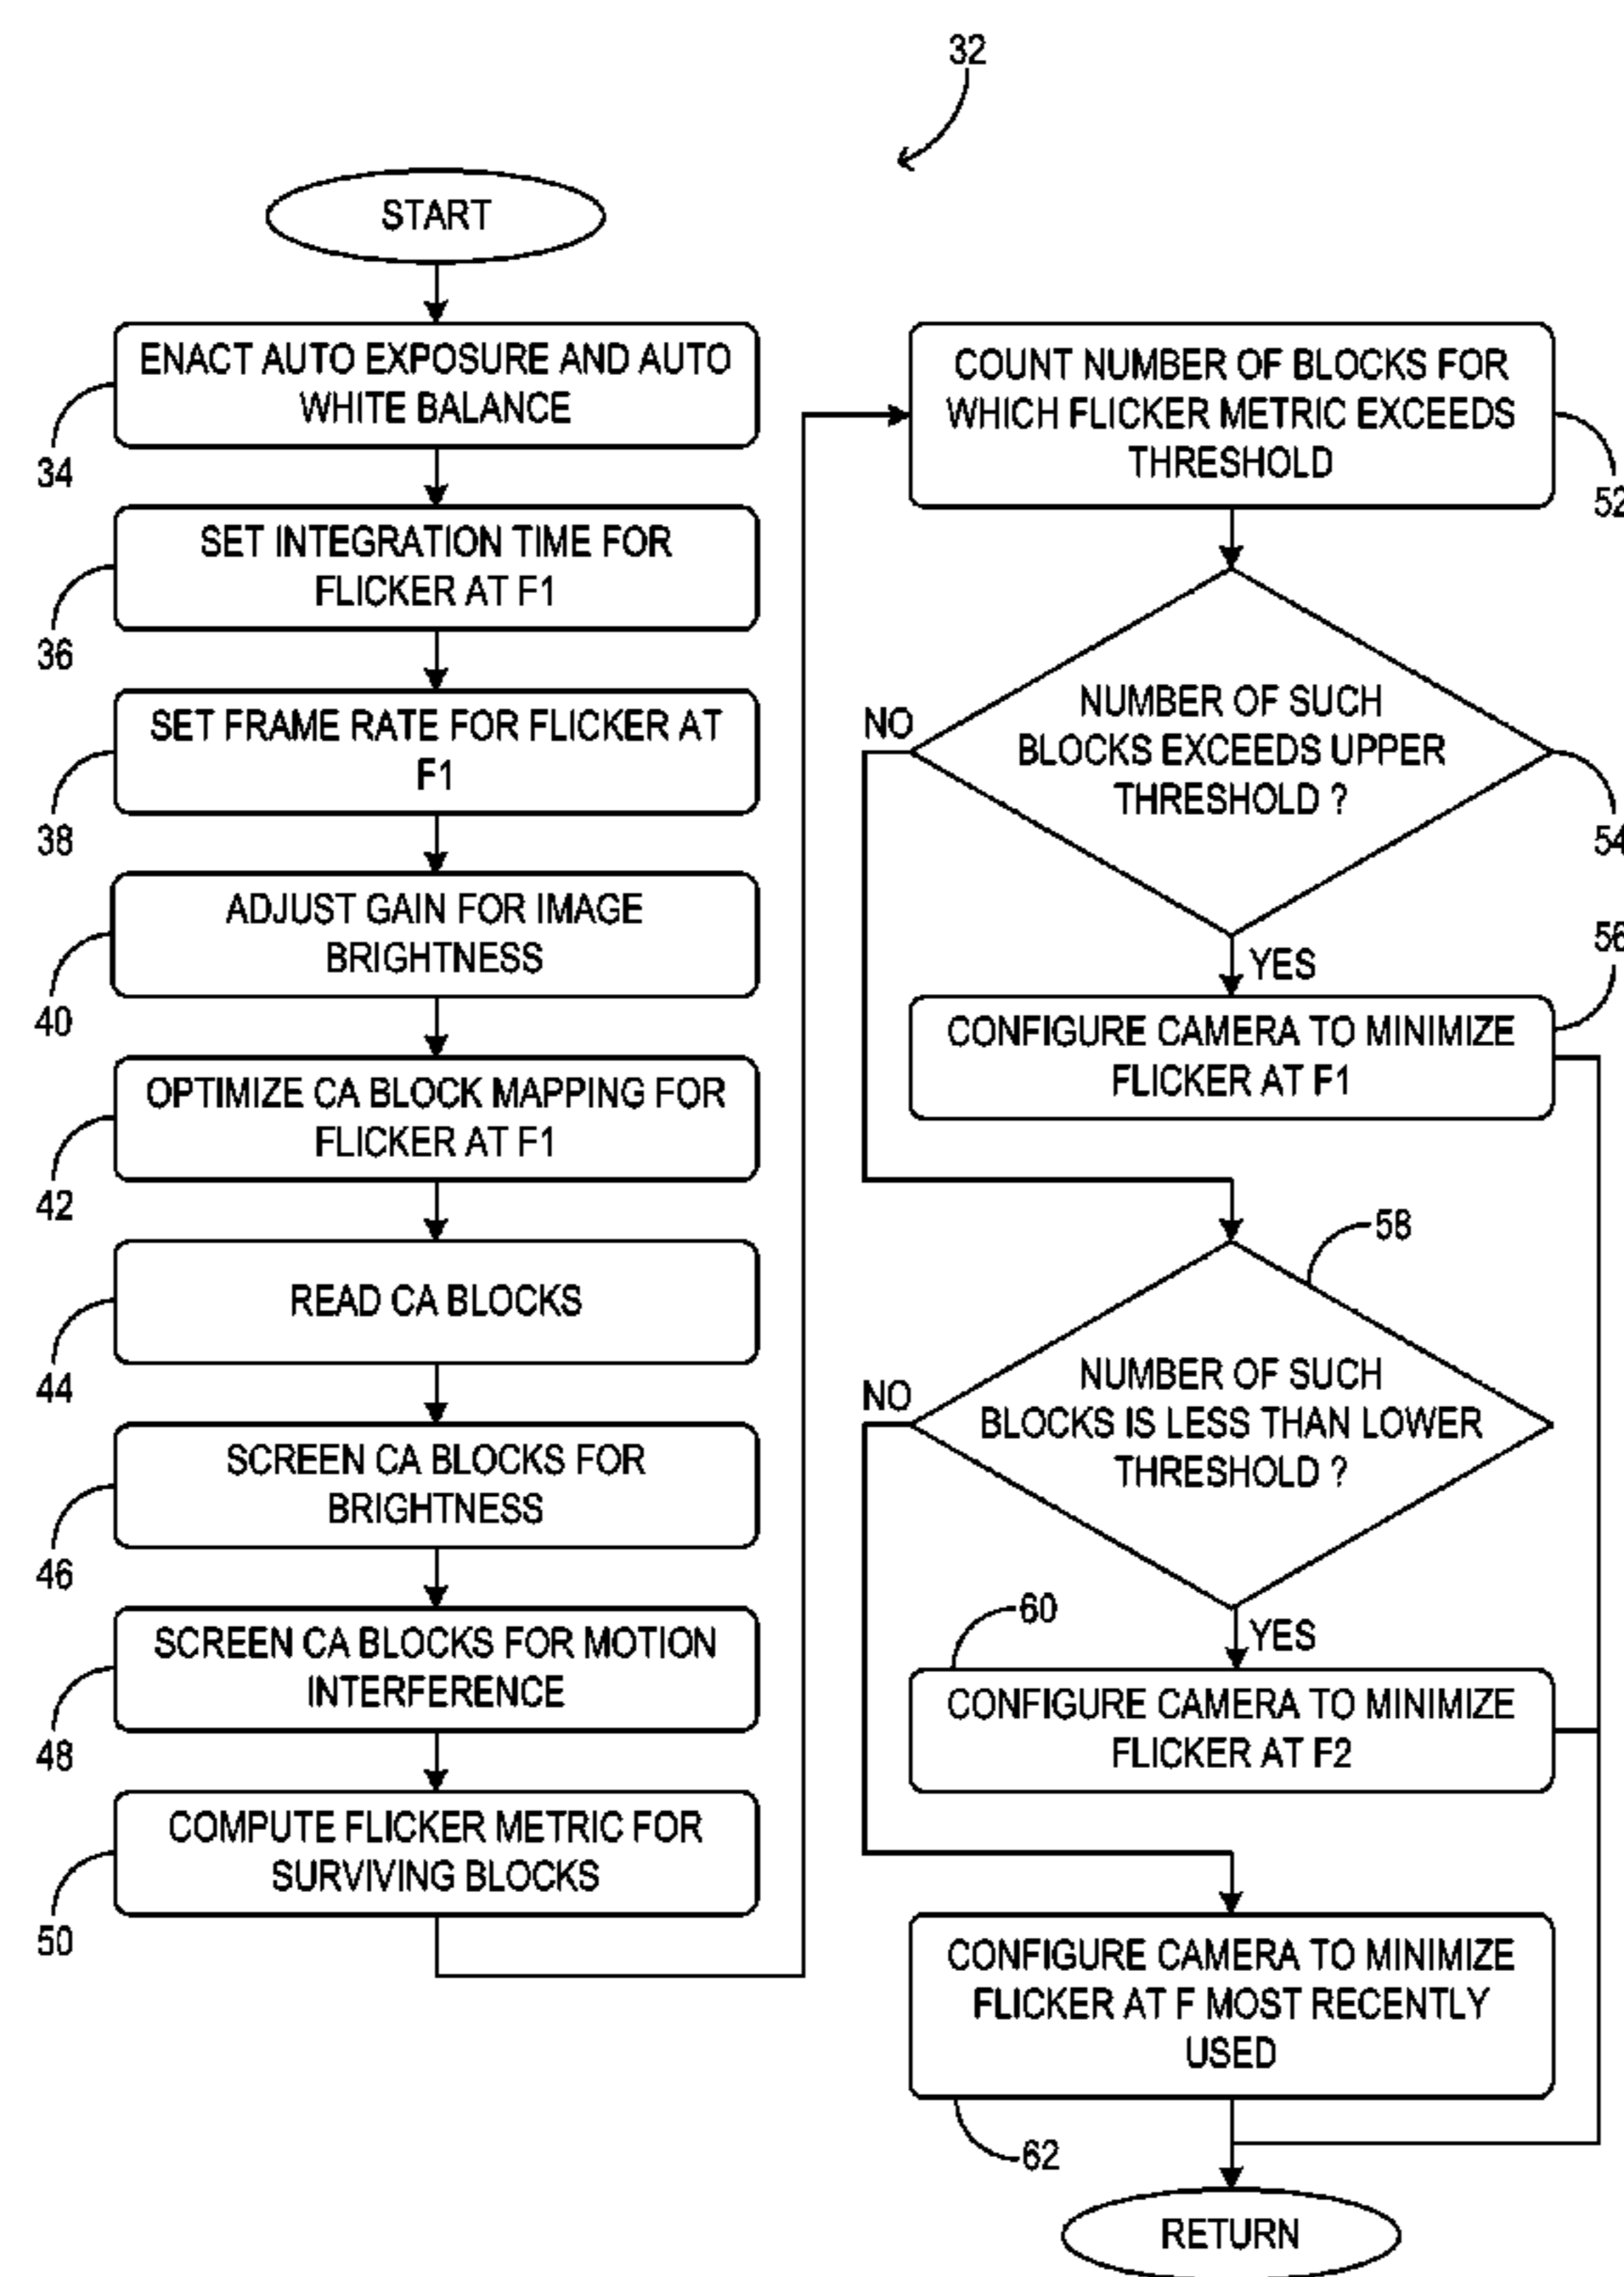 32
START
ENACT AUTO EXPOSURE AND AUTO
WHITE BALANCE
34
SET INTEGRATION TIME FOR
FLICKER AT F1
36
SET FRAME RATE FOR FLICKER AT
F1
38
ADJUST GAIN FOR IMAGE
BRIGHTNESS
40
OPTIMIZE CA BLOCK MAPPING FOR
FLICKER AT F1
42
READ CA BLOCKS
44
SCREEN CA BLOCKS FOR
BRIGHTNESS
46
SCREEN CA BLOCKS FOR MOTION
INTERFERENCE
48
COMPUTE FLICKER METRIC FOR
SURVIVING BLOCKS
50
COUNT NUMBER OF BLOCKS FOR
WHICH FLICKER METRIC EXCEEDS
THRESHOLD
52
NUMBER OF SUCH
BLOCKS EXCEEDS UPPER
THRESHOLD ?
54
NO
YES
56
CONFIGURE CAMERA TO MINIMIZE
FLICKER AT F1
58
NUMBER OF SUCH
BLOCKS IS LESS THAN LOWER
THRESHOLD ?
NO
YES
60
CONFIGURE CAMERA TO MINIMIZE
FLICKER AT F2
CONFIGURE CAMERA TO MINIMIZE
FLICKER AT F MOST RECENTLY
USED
62
RETURN